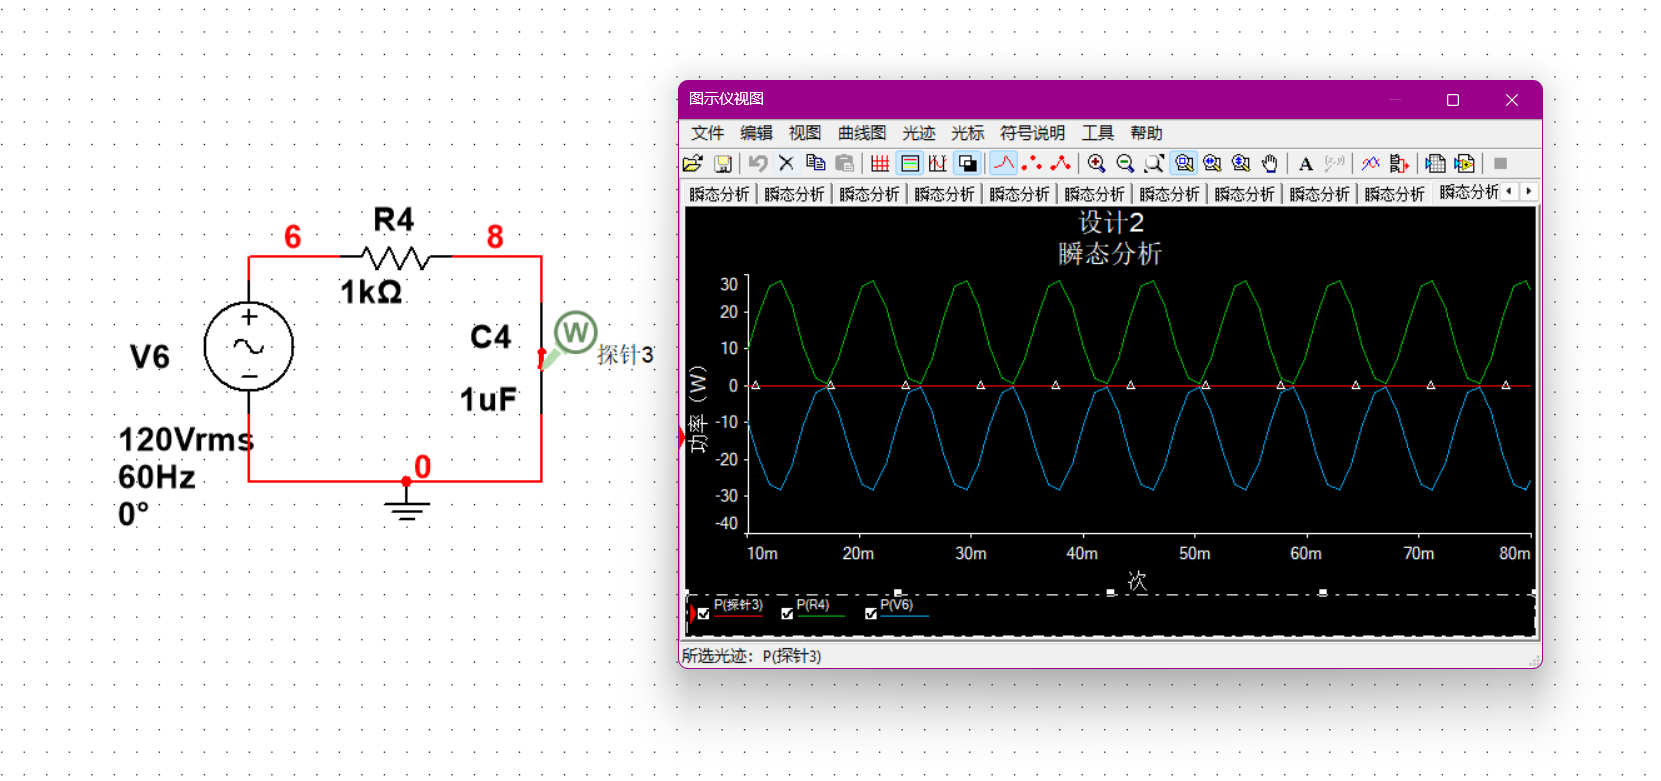 R4
6
8
1kΩ
+
V6
C4
W
探针3
1uF
120Vrms
60Hz
0°
0
图示仪视图
文件 编辑 视图 曲线图 光迹 光标 符号说明 工具 帮助
A
瞬态分析 瞬态分析 瞬态分析 瞬态分析 瞬态分析 瞬态分析 瞬态分析 瞬态分析 瞬态分析 瞬态分析 瞬态分析
设计2
瞬态分析
功率（W）
30
20
10
0
-10
-20
-30
-40
10m 20m 30m 40m 50m 60m 70m 80m
次
P(探针3) P(R4) P(V6)
所选光迹：P(探针3)